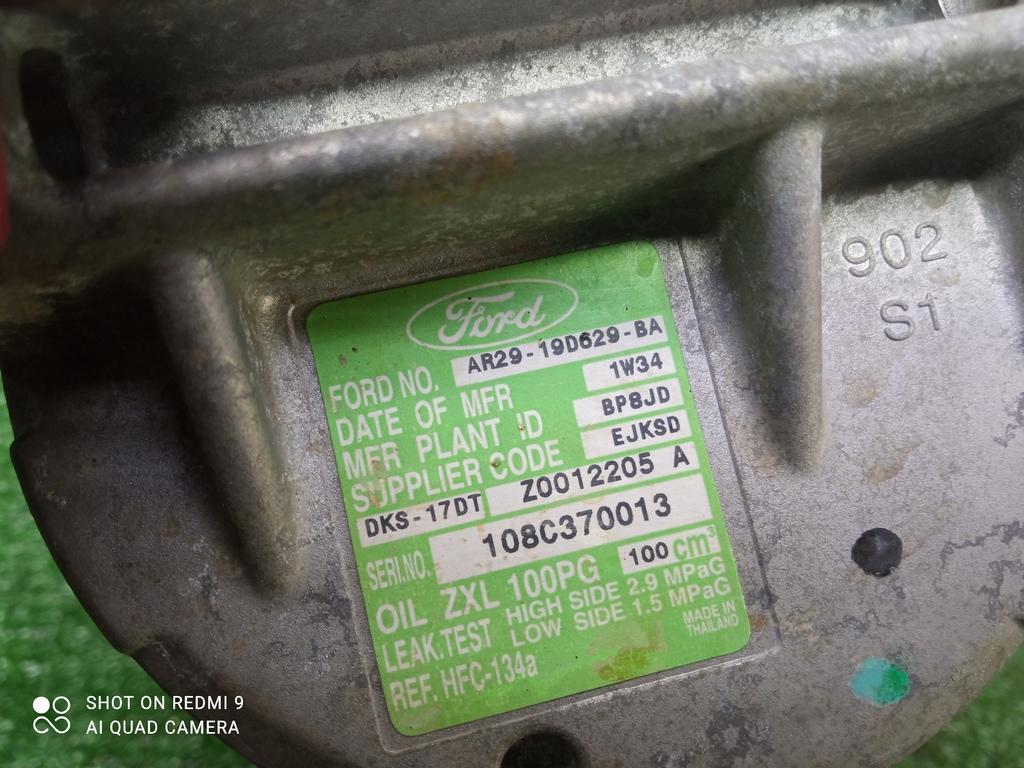 902
S1
Ford
FORD NO. AR29-19D629-BA
DATE OF MFR 1W34
MFR PLANT ID BP8JD
SUPPLIER CODE EJKSD
DKS-17DT Z0012205 A
SERI.NO. 108C370013
OIL ZXL 100PG 100 cm³
LEAK.TEST HIGH SIDE 2.9 MPaG
LOW SIDE 1.5 MPaG
REF. HFC-134a
MADE IN
THAILAND
SHOT ON REDMI 9
AI QUAD CAMERA